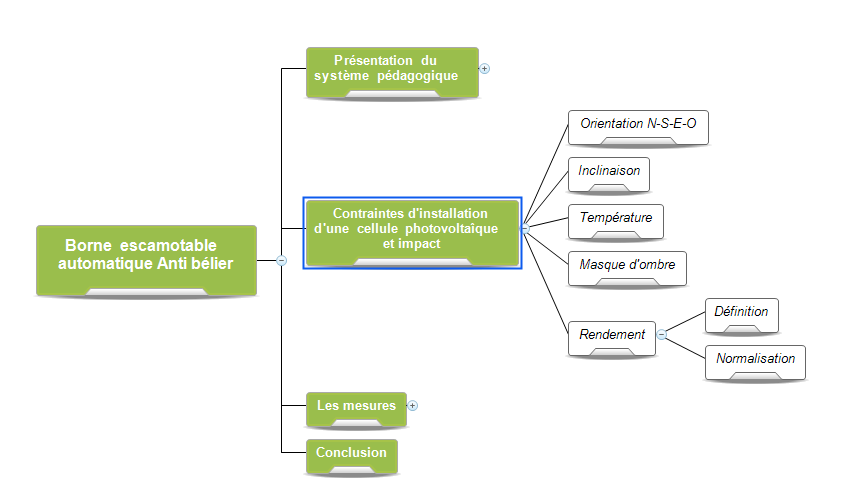 Présentation du
système pédagogique
Orientation N-S-E-O
Inclinaison
Contraintes d'installation
d'une cellule photovoltaîque
et impact
Température
Borne escamotable
automatique Anti bélier
Masque d'ombre
Rendement
Définition
Normalisation
Les mesures
Conclusion